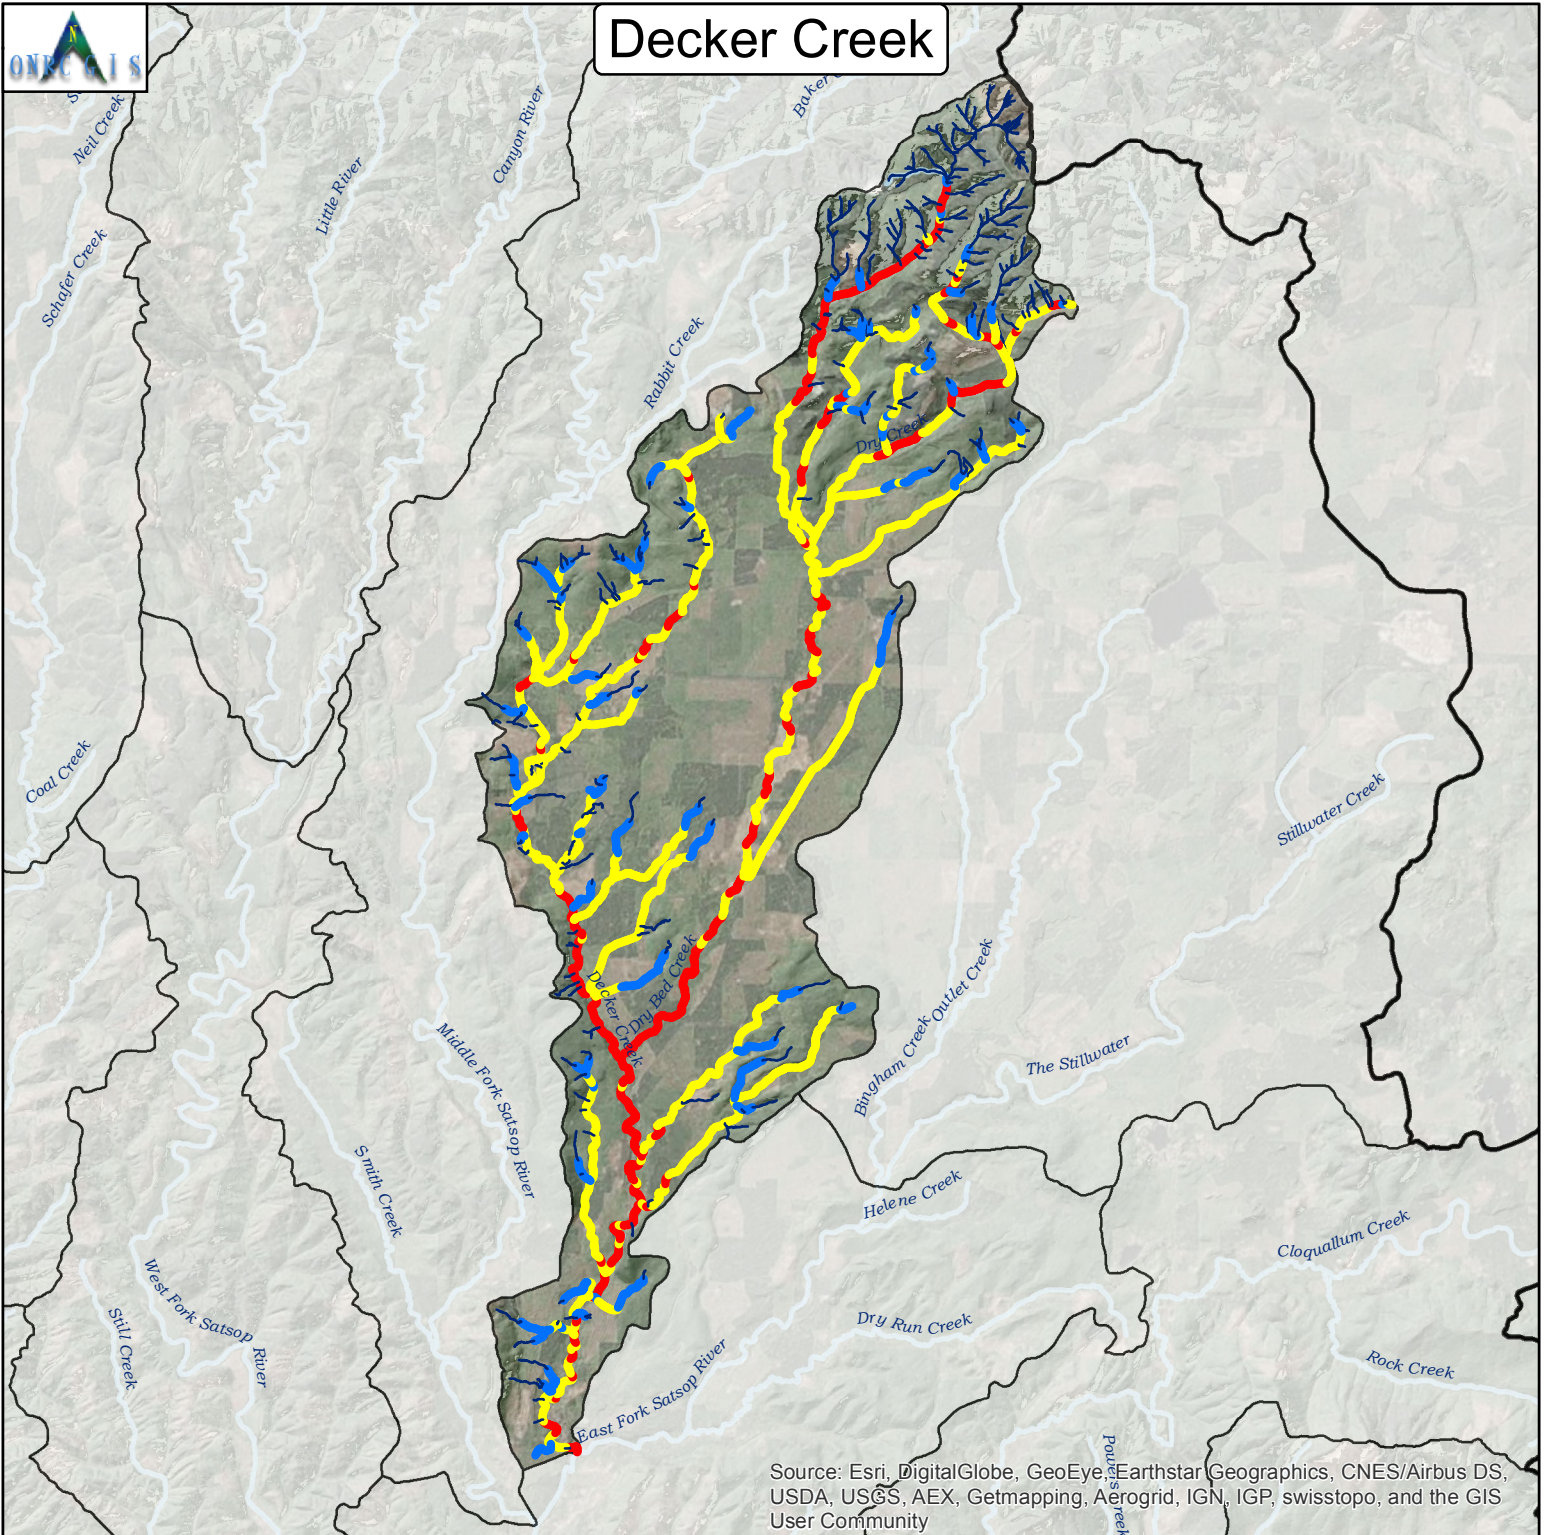 Decker Creek
N
ONRC GIS
Neil Creek
Little River
Canyon River
Baker C
Schafer Creek
Rabbit Creek
Dry Creek
Coal Creek
Stillwater Creek
Decker Creek
Dry Bed Creek
Outlet Creek
Bingham Creek
The Stillwater
Middle Fork Satsop River
Smith Creek
Helene Creek
Cloquallum Creek
West Fork Satsop River
Still Creek
Dry Run Creek
East Fork Satsop River
Rock Creek
Powers Creek
Source: Esri, DigitalGlobe, GeoEye, Earthstar Geographics, CNES/Airbus DS,
USDA, USGS, AEX, Getmapping, Aerogrid, IGN, IGP, swisstopo, and the GIS
User Community